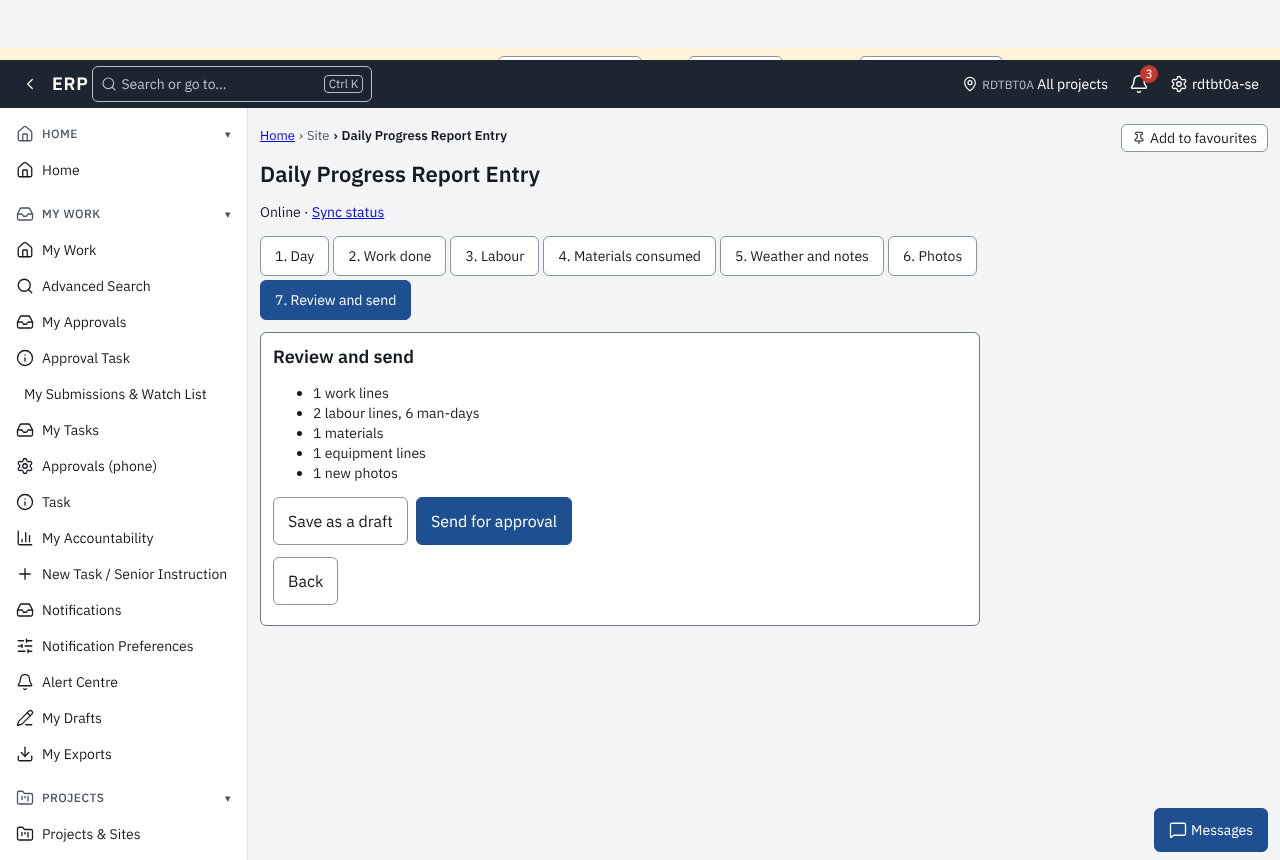 ERP
Search or go to...
Ctrl K
RDTBT0A All projects
3
rdtbt0a-se
HOME
Home
MY WORK
My Work
Advanced Search
My Approvals
Approval Task
My Submissions & Watch List
My Tasks
Approvals (phone)
Task
My Accountability
New Task / Senior Instruction
Notifications
Notification Preferences
Alert Centre
My Drafts
My Exports
PROJECTS
Projects & Sites
Home › Site › Daily Progress Report Entry
Add to favourites
Daily Progress Report Entry
Online · Sync status
1. Day
2. Work done
3. Labour
4. Materials consumed
5. Weather and notes
6. Photos
7. Review and send
Review and send
• 1 work lines
• 2 labour lines, 6 man-days
• 1 materials
• 1 equipment lines
• 1 new photos
Save as a draft
Send for approval
Back
Messages